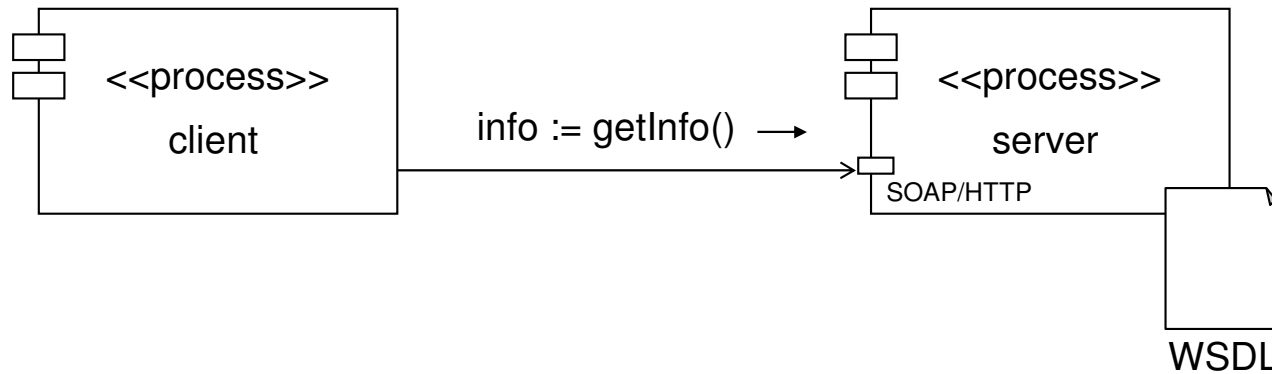 <<process>>
client
info := getInfo()
<<process>>
server
SOAP/HTTP
WSDL